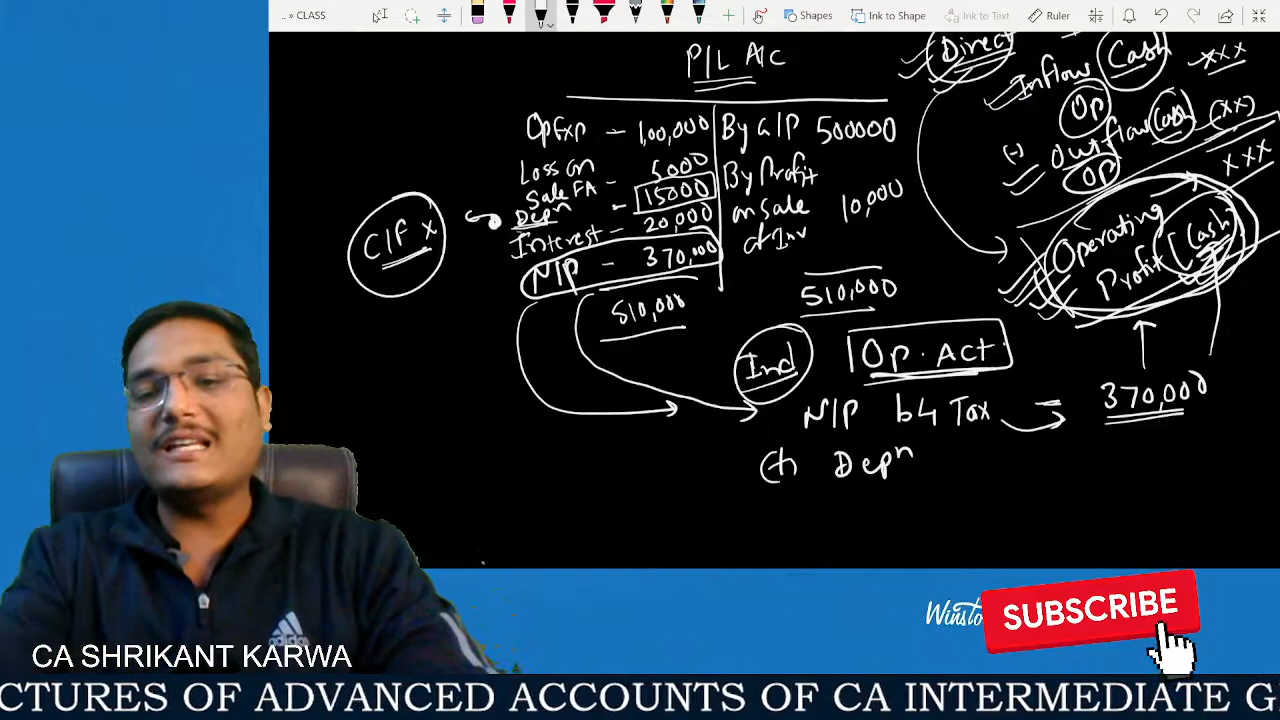 .. » CLASS
Shapes
Ink to Shape
Ink to Text
Ruler
P/L A/c
OpExp - 1,00,000 By G/P 500000
Loss on Sale FA - 5000 By Profit
Depn - 15000 on Sale 10,000
Interest - 20,000 of Inv
N/P - 370,000
510,000 510,000
C/F x
Direct
Inflow Cash xxx
Op
(-) Outflow Cash (xx)
Op
xxx
Operating
Profit [Cash]
Ind Op. Act
N/P b4 Tax = 370,000
(+) Depn
Winsto
SUBSCRIBE
CA SHRIKANT KARWA
CTURES OF ADVANCED ACCOUNTS OF CA INTERMEDIATE G